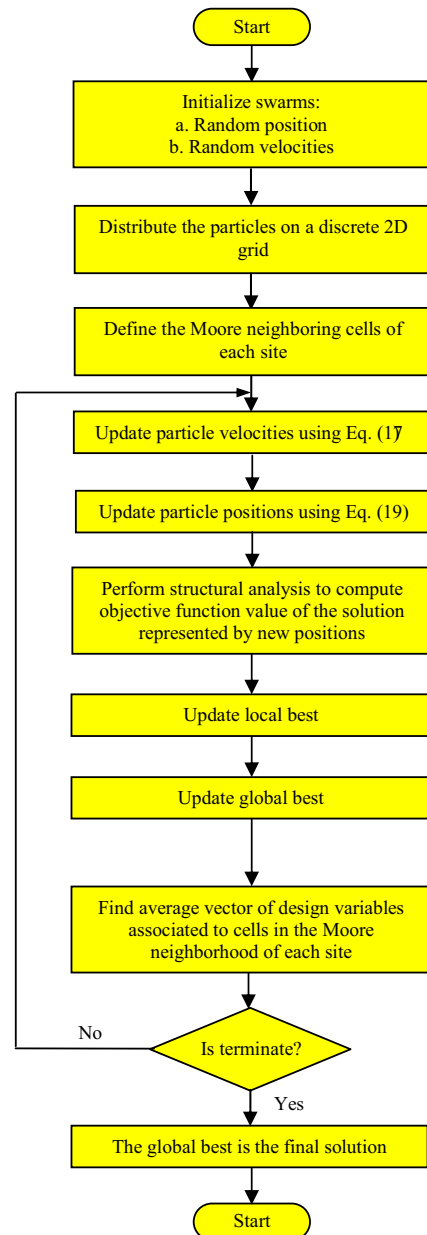 Start
Initialize swarms:
a. Random position
b. Random velocities
Distribute the particles on a discrete 2D
grid
Define the Moore neighboring cells of
each site
Update particle velocities using Eq. (17
Update particle positions using Eq. (19)
Perform structural analysis to compute
objective function value of the solution
represented by new positions
Update local best
Update global best
Find average vector of design variables
associated to cells in the Moore
neighborhood of each site
No
Is terminate?
Yes
The global best is the final solution
Start